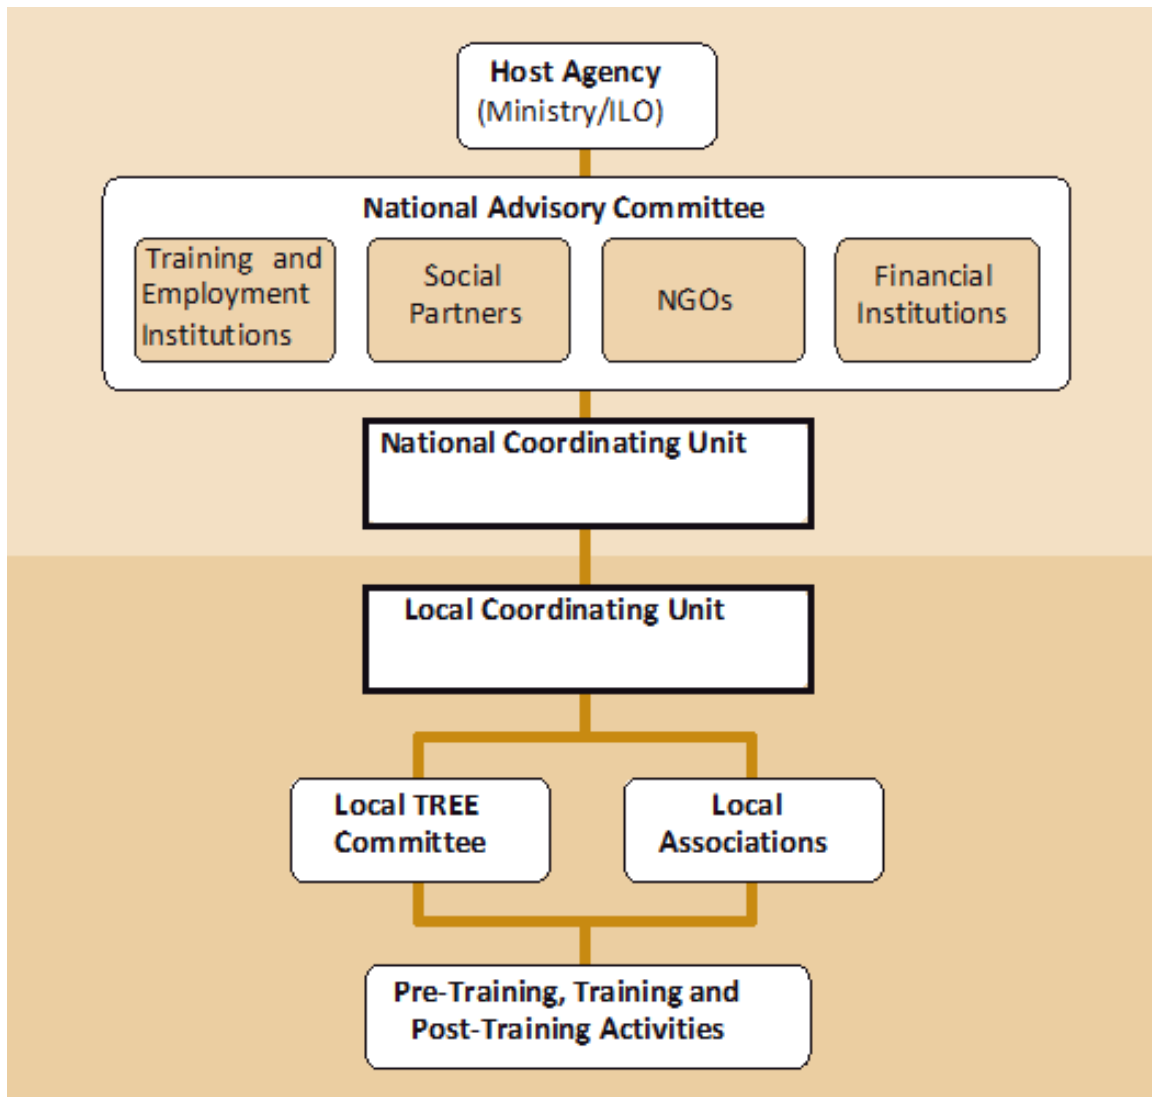 Host Agency
(Ministry/ILO)
National Advisory Committee
Training and
Employment
Institutions
Social
Partners
NGOs
Financial
Institutions
National Coordinating Unit
Local Coordinating Unit
Local TREE
Committee
Local
Associations
Pre-Training, Training and
Post-Training Activities